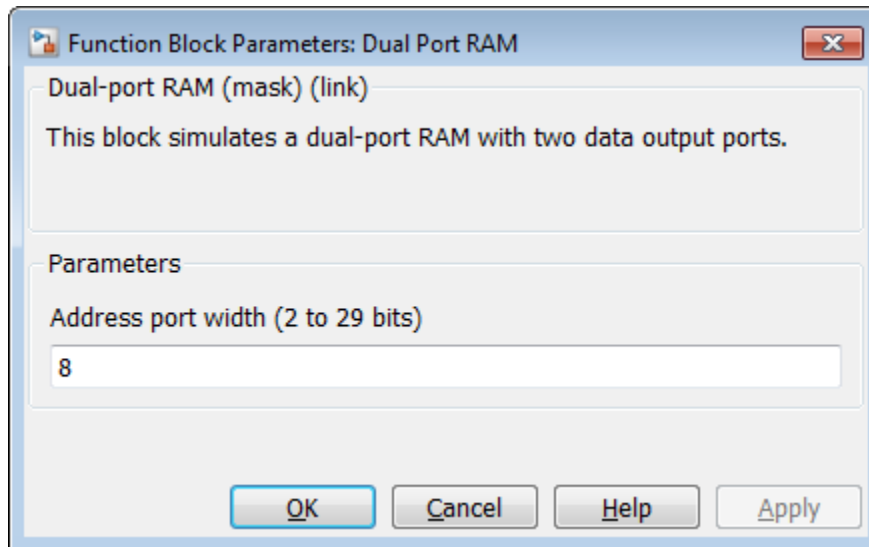 Function Block Parameters: Dual Port RAM
Dual-port RAM (mask) (link)
This block simulates a dual-port RAM with two data output ports.
Parameters
Address port width (2 to 29 bits)
8
OK Cancel Help Apply